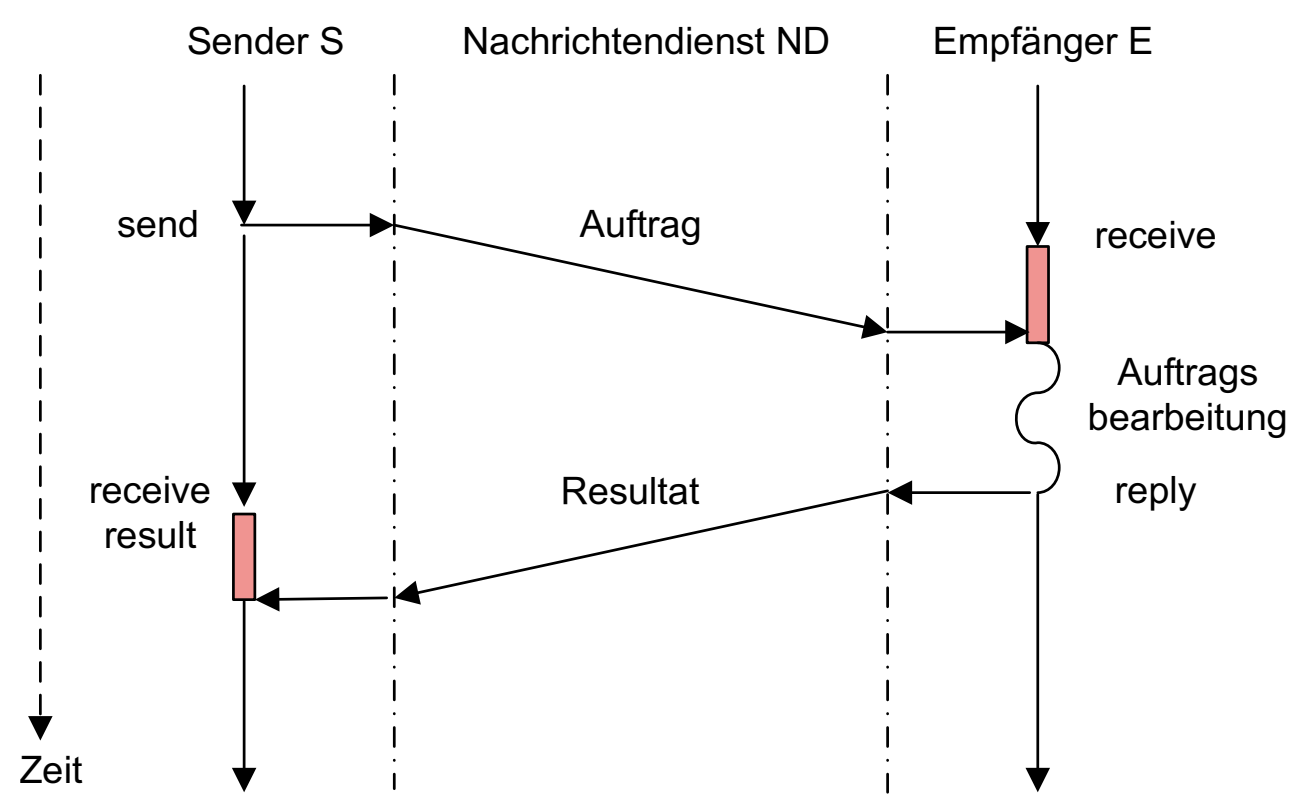 Sender S
Nachrichtendienst ND
Empfänger E
send
Auftrag
receive
Auftrags
bearbeitung
receive
result
Resultat
reply
Zeit